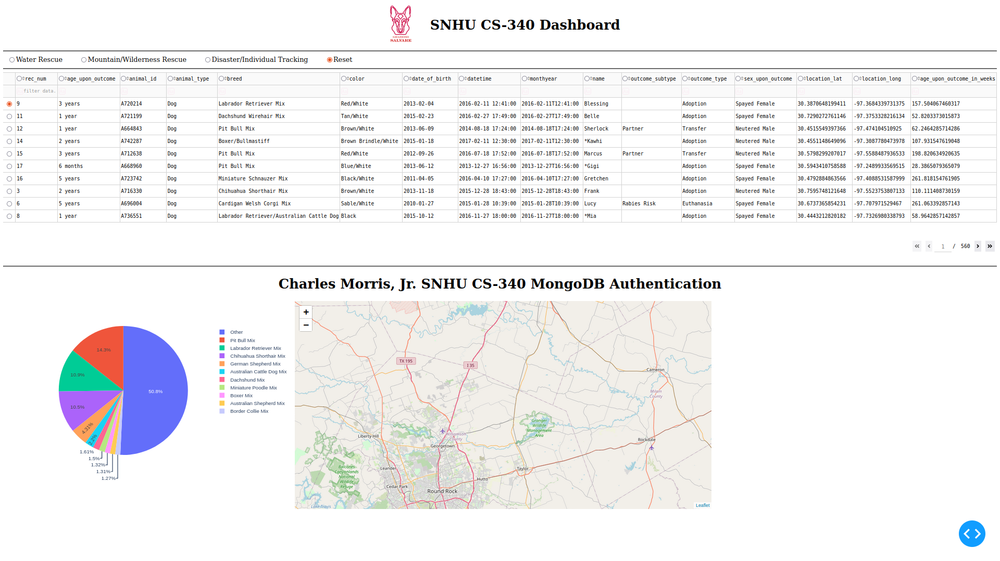 GRAZIOSO
SALVARE
SNHU CS-340 Dashboard
Water Rescue Mountain/Wilderness Rescue Disaster/Individual Tracking Reset
rec_num age_upon_outcome animal_id animal_type breed color date_of_birth datetime monthyear name outcome_subtype outcome_type sex_upon_outcome location_lat location_long age_upon_outcome_in_weeks
filter data.
9 3 years A720214 Dog Labrador Retriever Mix Red/White 2013-02-04 2016-02-11 12:41:00 2016-02-11T12:41:00 Blessing Adoption Spayed Female 30.3870648199411 -97.3684339731375 157.504067460317
11 1 year A721199 Dog Dachshund Wirehair Mix Tan/White 2015-02-23 2016-02-27 17:49:00 2016-02-27T17:49:00 Belle Adoption Spayed Female 30.7290272761146 -97.3753328216134 52.8203373015873
12 1 year A664843 Dog Pit Bull Mix Brown/White 2013-06-09 2014-08-18 17:24:00 2014-08-18T17:24:00 Sherlock Partner Transfer Neutered Male 30.4515549397366 -97.474104510925 62.2464285714286
14 2 years A742287 Dog Boxer/Bullmastiff Brown Brindle/White 2015-01-18 2017-02-11 12:30:00 2017-02-11T12:30:00 *Kawhi Adoption Neutered Male 30.4551148649096 -97.3087780473978 107.931547619048
15 3 years A712638 Dog Pit Bull Mix Red/White 2012-09-26 2016-07-18 17:52:00 2016-07-18T17:52:00 Marcus Partner Transfer Neutered Male 30.5798299207017 -97.5588487936533 198.820634920635
17 6 months A668960 Dog Pit Bull Mix Blue/White 2013-06-12 2013-12-27 16:56:00 2013-12-27T16:56:00 *Gigi Adoption Spayed Female 30.5943410758588 -97.2489933569515 28.3865079365079
16 5 years A723742 Dog Miniature Schnauzer Mix Black/White 2011-04-05 2016-04-10 17:27:00 2016-04-10T17:27:00 Gretchen Adoption Spayed Female 30.4792884863566 -97.4088531587999 261.818154761905
3 2 years A716330 Dog Chihuahua Shorthair Mix Brown/White 2013-11-18 2015-12-28 18:43:00 2015-12-28T18:43:00 Frank Adoption Neutered Male 30.7595748121648 -97.5523753807133 110.111408730159
6 5 years A696004 Dog Cardigan Welsh Corgi Mix Sable/White 2010-01-27 2015-01-28 10:39:00 2015-01-28T10:39:00 Lucy Rabies Risk Euthanasia Spayed Female 30.6737365854231 -97.707971529467 261.063392857143
8 1 year A736551 Dog Labrador Retriever/Australian Cattle Dog Black 2015-10-12 2016-11-27 18:00:00 2016-11-27T18:00:00 *Mia Adoption Spayed Female 30.4443212820182 -97.7326980338793 58.9642857142857
1 / 560
Charles Morris, Jr. SNHU CS-340 MongoDB Authentication
50.8%
14.3%
10.9%
10.5%
4.31%
2.2%
1.61%
1.5%
1.32%
1.31%
1.27%
Other
Pit Bull Mix
Labrador Retriever Mix
Chihuahua Shorthair Mix
German Shepherd Mix
Australian Cattle Dog Mix
Dachshund Mix
Miniature Poodle Mix
Boxer Mix
Australian Shepherd Mix
Border Collie Mix
+
−
TX 195
I 35
Cameron
Milam
County
Granger
Wildlife
Management
Area
Liberty Hill
Williamson
County
Georgetown
Rockdale
Balcones
Canyonlands
National
Wildlife
Refuge
Leander
Taylor
Hutto
Cedar Park
Round Rock
Lake Travis
Leaflet